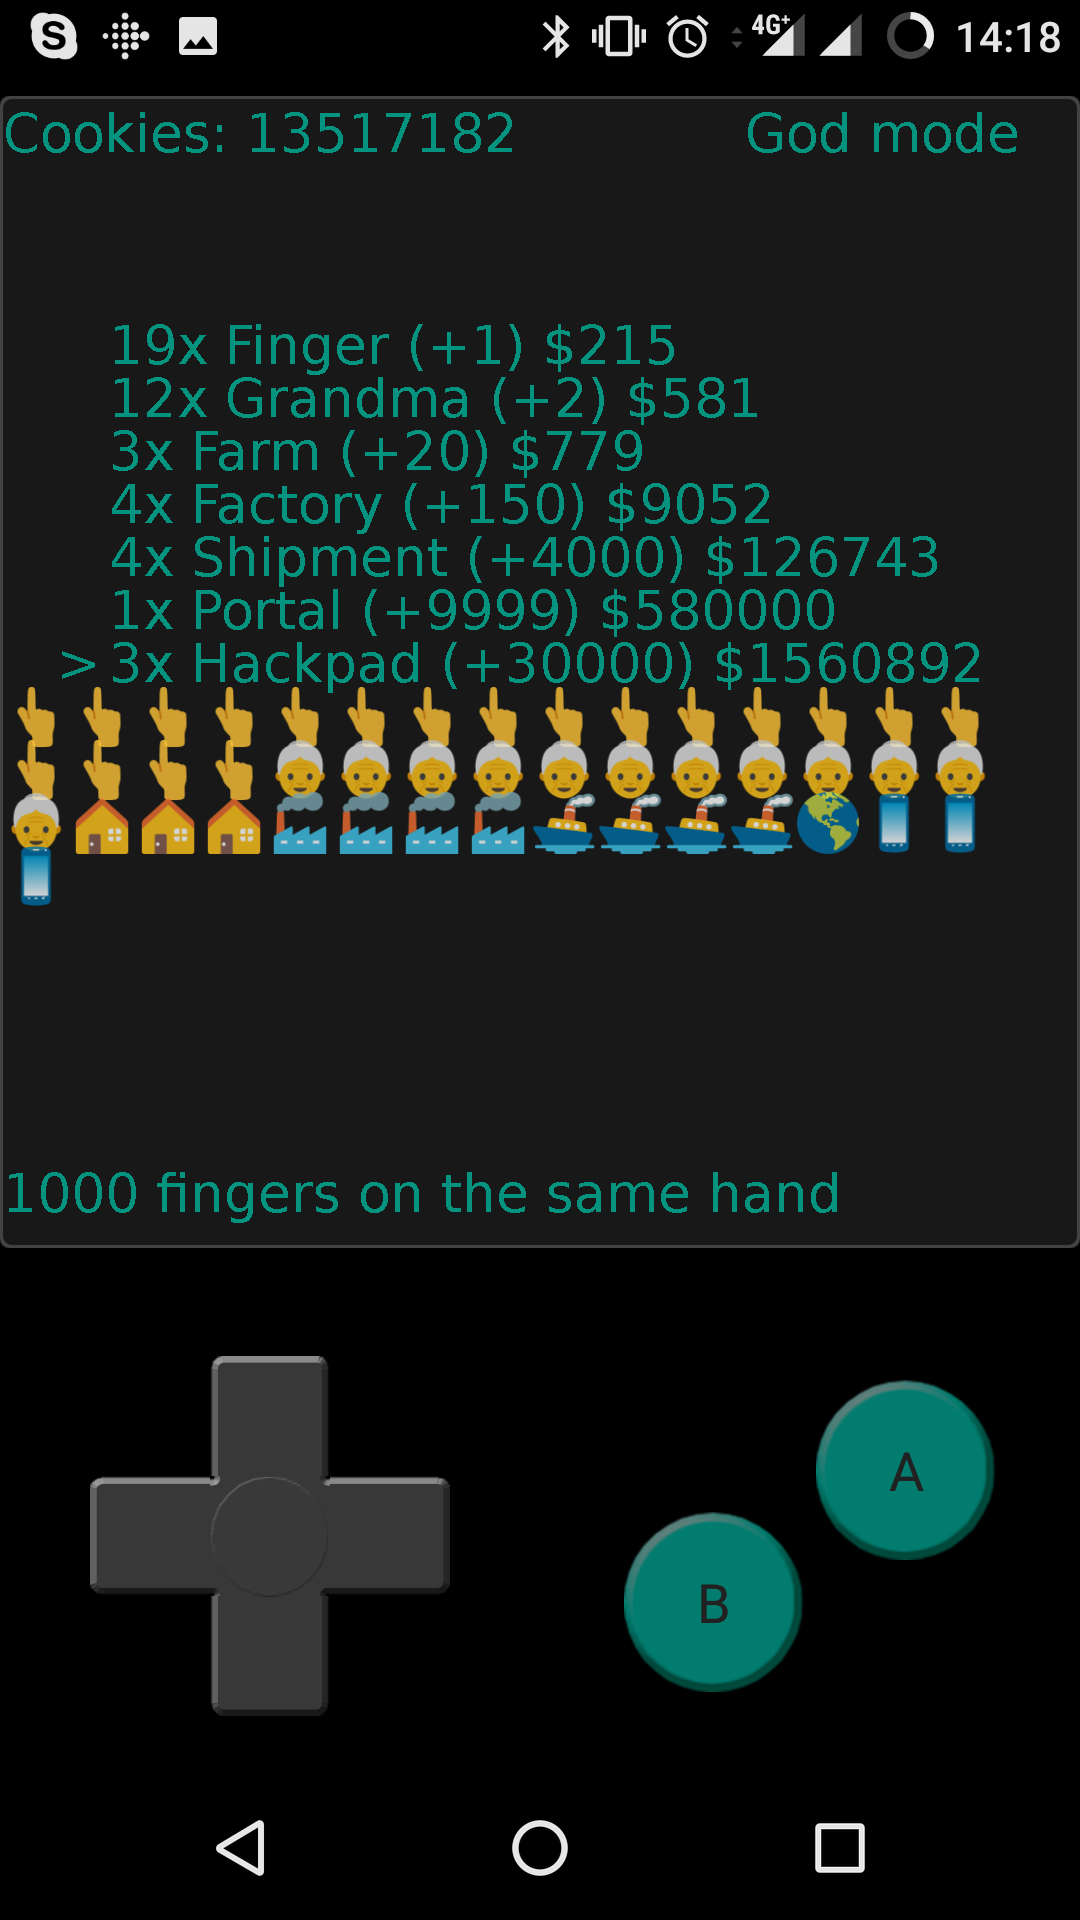 4G+ 14:18
Cookies: 13517182 God mode
19x Finger (+1) $215
12x Grandma (+2) $581
3x Farm (+20) $779
4x Factory (+150) $9052
4x Shipment (+4000) $126743
1x Portal (+9999) $580000
> 3x Hackpad (+30000) $1560892
1000 fingers on the same hand
A
B